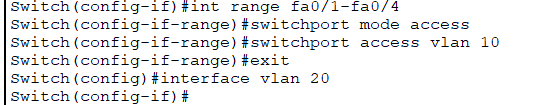 Switch(config-if)#int range fa0/1-fa0/4
Switch(config-if-range)#switchport mode access
Switch(config-if-range)#switchport access vlan 10
Switch(config-if-range)#exit
Switch(config)#interface vlan 20
Switch(config-if)#